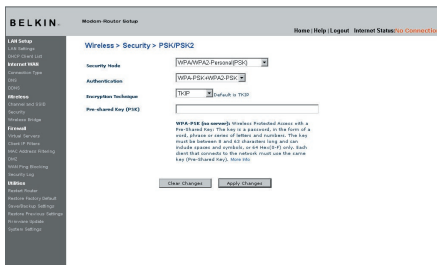 BELKIN
Modem-Router Setup
Home | Help | Logout Internet Status: No Connection
LAN Setup
LAN Settings
DHCP Client List
Internet WAN
Connection Type
DNS
DDNS
Wireless
Channel and SSID
Security
Wireless Bridge
Firewall
Virtual Servers
Client IP Filters
MAC Address Filtering
DMZ
WAN Ping Blocking
Security Log
Utilities
Restart Router
Restore Factory Default
Save/Backup Settings
Restore Previous Settings
Firmware Update
System Settings
Wireless > Security > PSK/PSK2
Security Mode
WPA/WPA2-Personal(PSK)
Authentication
WPA-PSK+WPA2-PSK
Encryption Technique
TKIP
Default is TKIP
Pre-shared Key (PSK)
WPA-PSK (no server): Wireless Protected Access with a
Pre-Shared Key: The key is a password, in the form of a
word, phrase or series of letters and numbers. The key
must be between 8 and 63 characters long and can
include spaces and symbols, or 64 Hex(0-F) only. Each
client that connects to the network must use the same
key (Pre-Shared Key). More Info
Clear Changes
Apply Changes